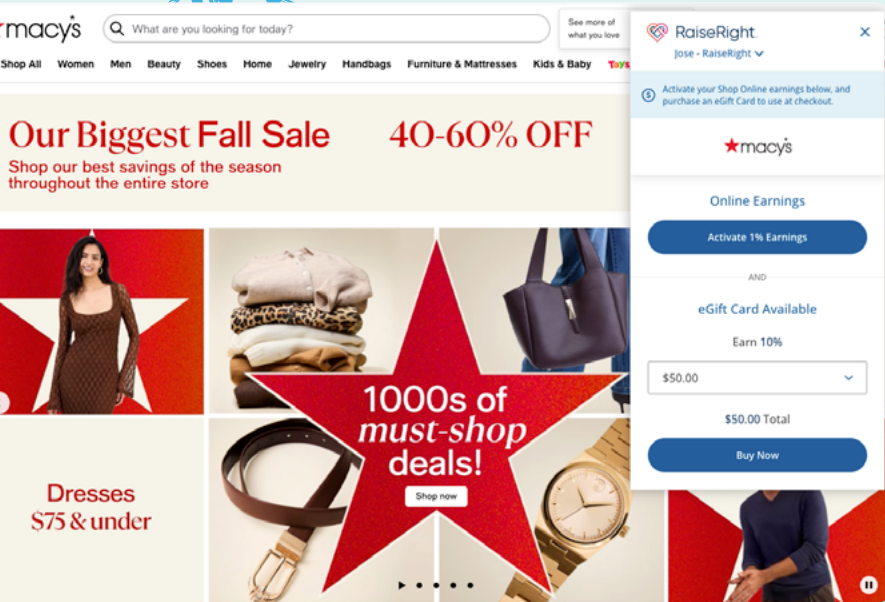 macy's
What are you looking for today?
See more of
what you love
Shop All Women Men Beauty Shoes Home Jewelry Handbags Furniture & Mattresses Kids & Baby Toys
Our Biggest Fall Sale
40-60% OFF
Shop our best savings of the season
throughout the entire store
Dresses
$75 & under
1000s of
must-shop
deals!
Shop now
RaiseRight
Jose - RaiseRight
Activate your Shop Online earnings below, and
purchase an eGift Card to use at checkout.
macy's
Online Earnings
Activate 1% Earnings
AND
eGift Card Available
Earn 10%
$50.00
$50.00 Total
Buy Now